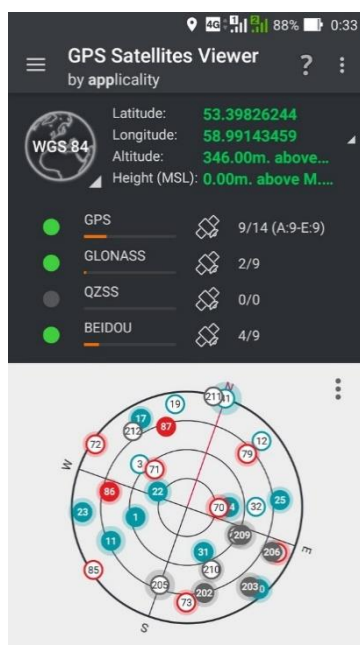 4G 1 2 88% 0:33
GPS Satellites Viewer
by applicality
?
WGS 84
Latitude: 53.39826244
Longitude: 58.99143459
Altitude: 346.00m. above...
Height (MSL): 0.00m. above M....
GPS 9/14 (A:9-E:9)
GLONASS 2/9
QZSS 0/0
BEIDOU 4/9
N
19 211
17 212 87 12
72 79
W
3 71
86 22
23 1 70 32 25
11 209
31 206 E
85 205 210
202 203
73
S